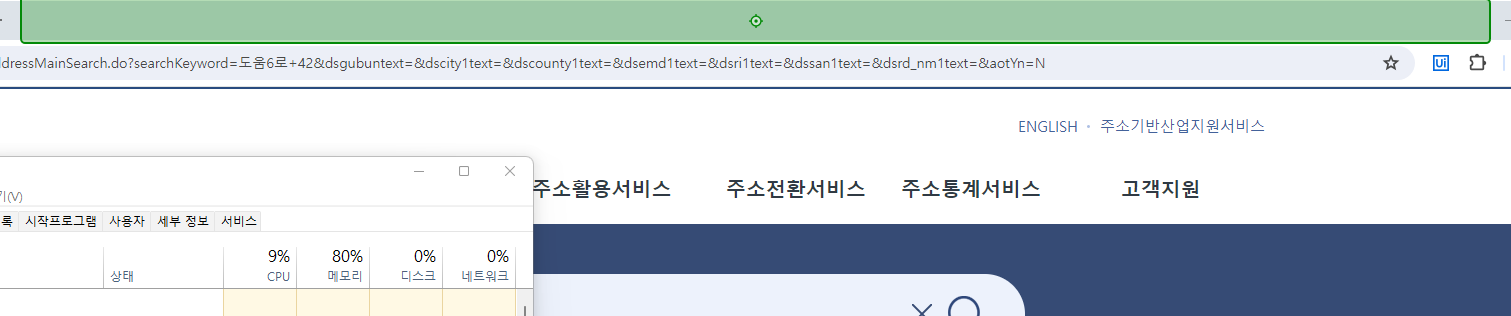 ddressMainSearch.do?searchKeyword=도움6로+42&dsgubuntext=&dscity1text=&dscounty1text=&dsemd1text=&dsri1text=&dssan1text=&dsrd_nm1text=&aotYn=N
Ui
ENGLISH • 주소기반산업지원서비스
주소활용서비스 주소전환서비스 주소통계서비스 고객지원
기(V)
록 시작프로그램 사용자 세부 정보 서비스
9% 80% 0% 0%
상태 CPU 메모리 디스크 네트워크